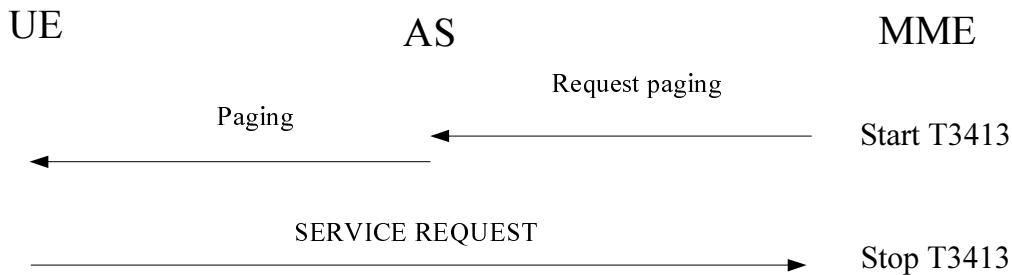 UE
AS
MME
Request paging
Paging
Start T3413
SERVICE REQUEST
Stop T3413